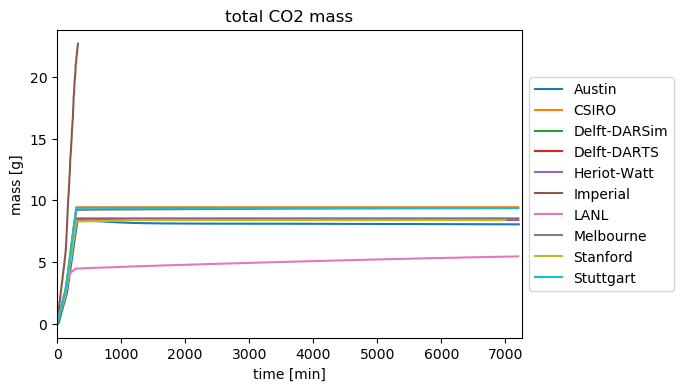 total CO2 mass
mass [g]
20
15
10
5
0
0 1000 2000 3000 4000 5000 6000 7000
time [min]
Austin
CSIRO
Delft-DARSim
Delft-DARTS
Heriot-Watt
Imperial
LANL
Melbourne
Stanford
Stuttgart